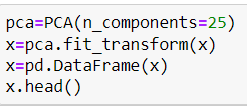 pca=PCA(n_components=25)
x=pca.fit_transform(x)
x=pd.DataFrame(x)
x.head()